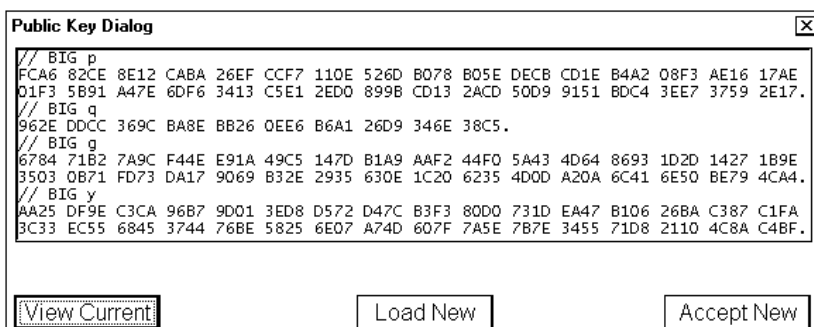 Public Key Dialog
// BIG p
FCA6 82CE 8E12 CABA 26EF CCF7 110E 526D B078 B05E DECB CD1E B4A2 08F3 AE16 17AE
01F3 5B91 A47E 6DF6 3413 C5E1 2ED0 899B CD13 2ACD 50D9 9151 BDC4 3EE7 3759 2E17.
// BIG q
962E DDCC 369C BA8E BB26 0EE6 B6A1 26D9 346E 38C5.
// BIG g
6784 71B2 7A9C F44E E91A 49C5 147D B1A9 AAF2 44F0 5A43 4D64 8693 1D2D 1427 1B9E
3503 0B71 FD73 DA17 9069 B32E 2935 630E 1C20 6235 4D0D A20A 6C41 6E50 BE79 4CA4.
// BIG y
AA25 DF9E C3CA 96B7 9D01 3ED8 D572 D47C B3F3 80D0 731D EA47 B106 26BA C387 C1FA
3C33 EC55 6845 3744 76BE 5825 6E07 A74D 607F 7A5E 7B7E 3455 71D8 2110 4C8A C4BF.
View Current Load New Accept New